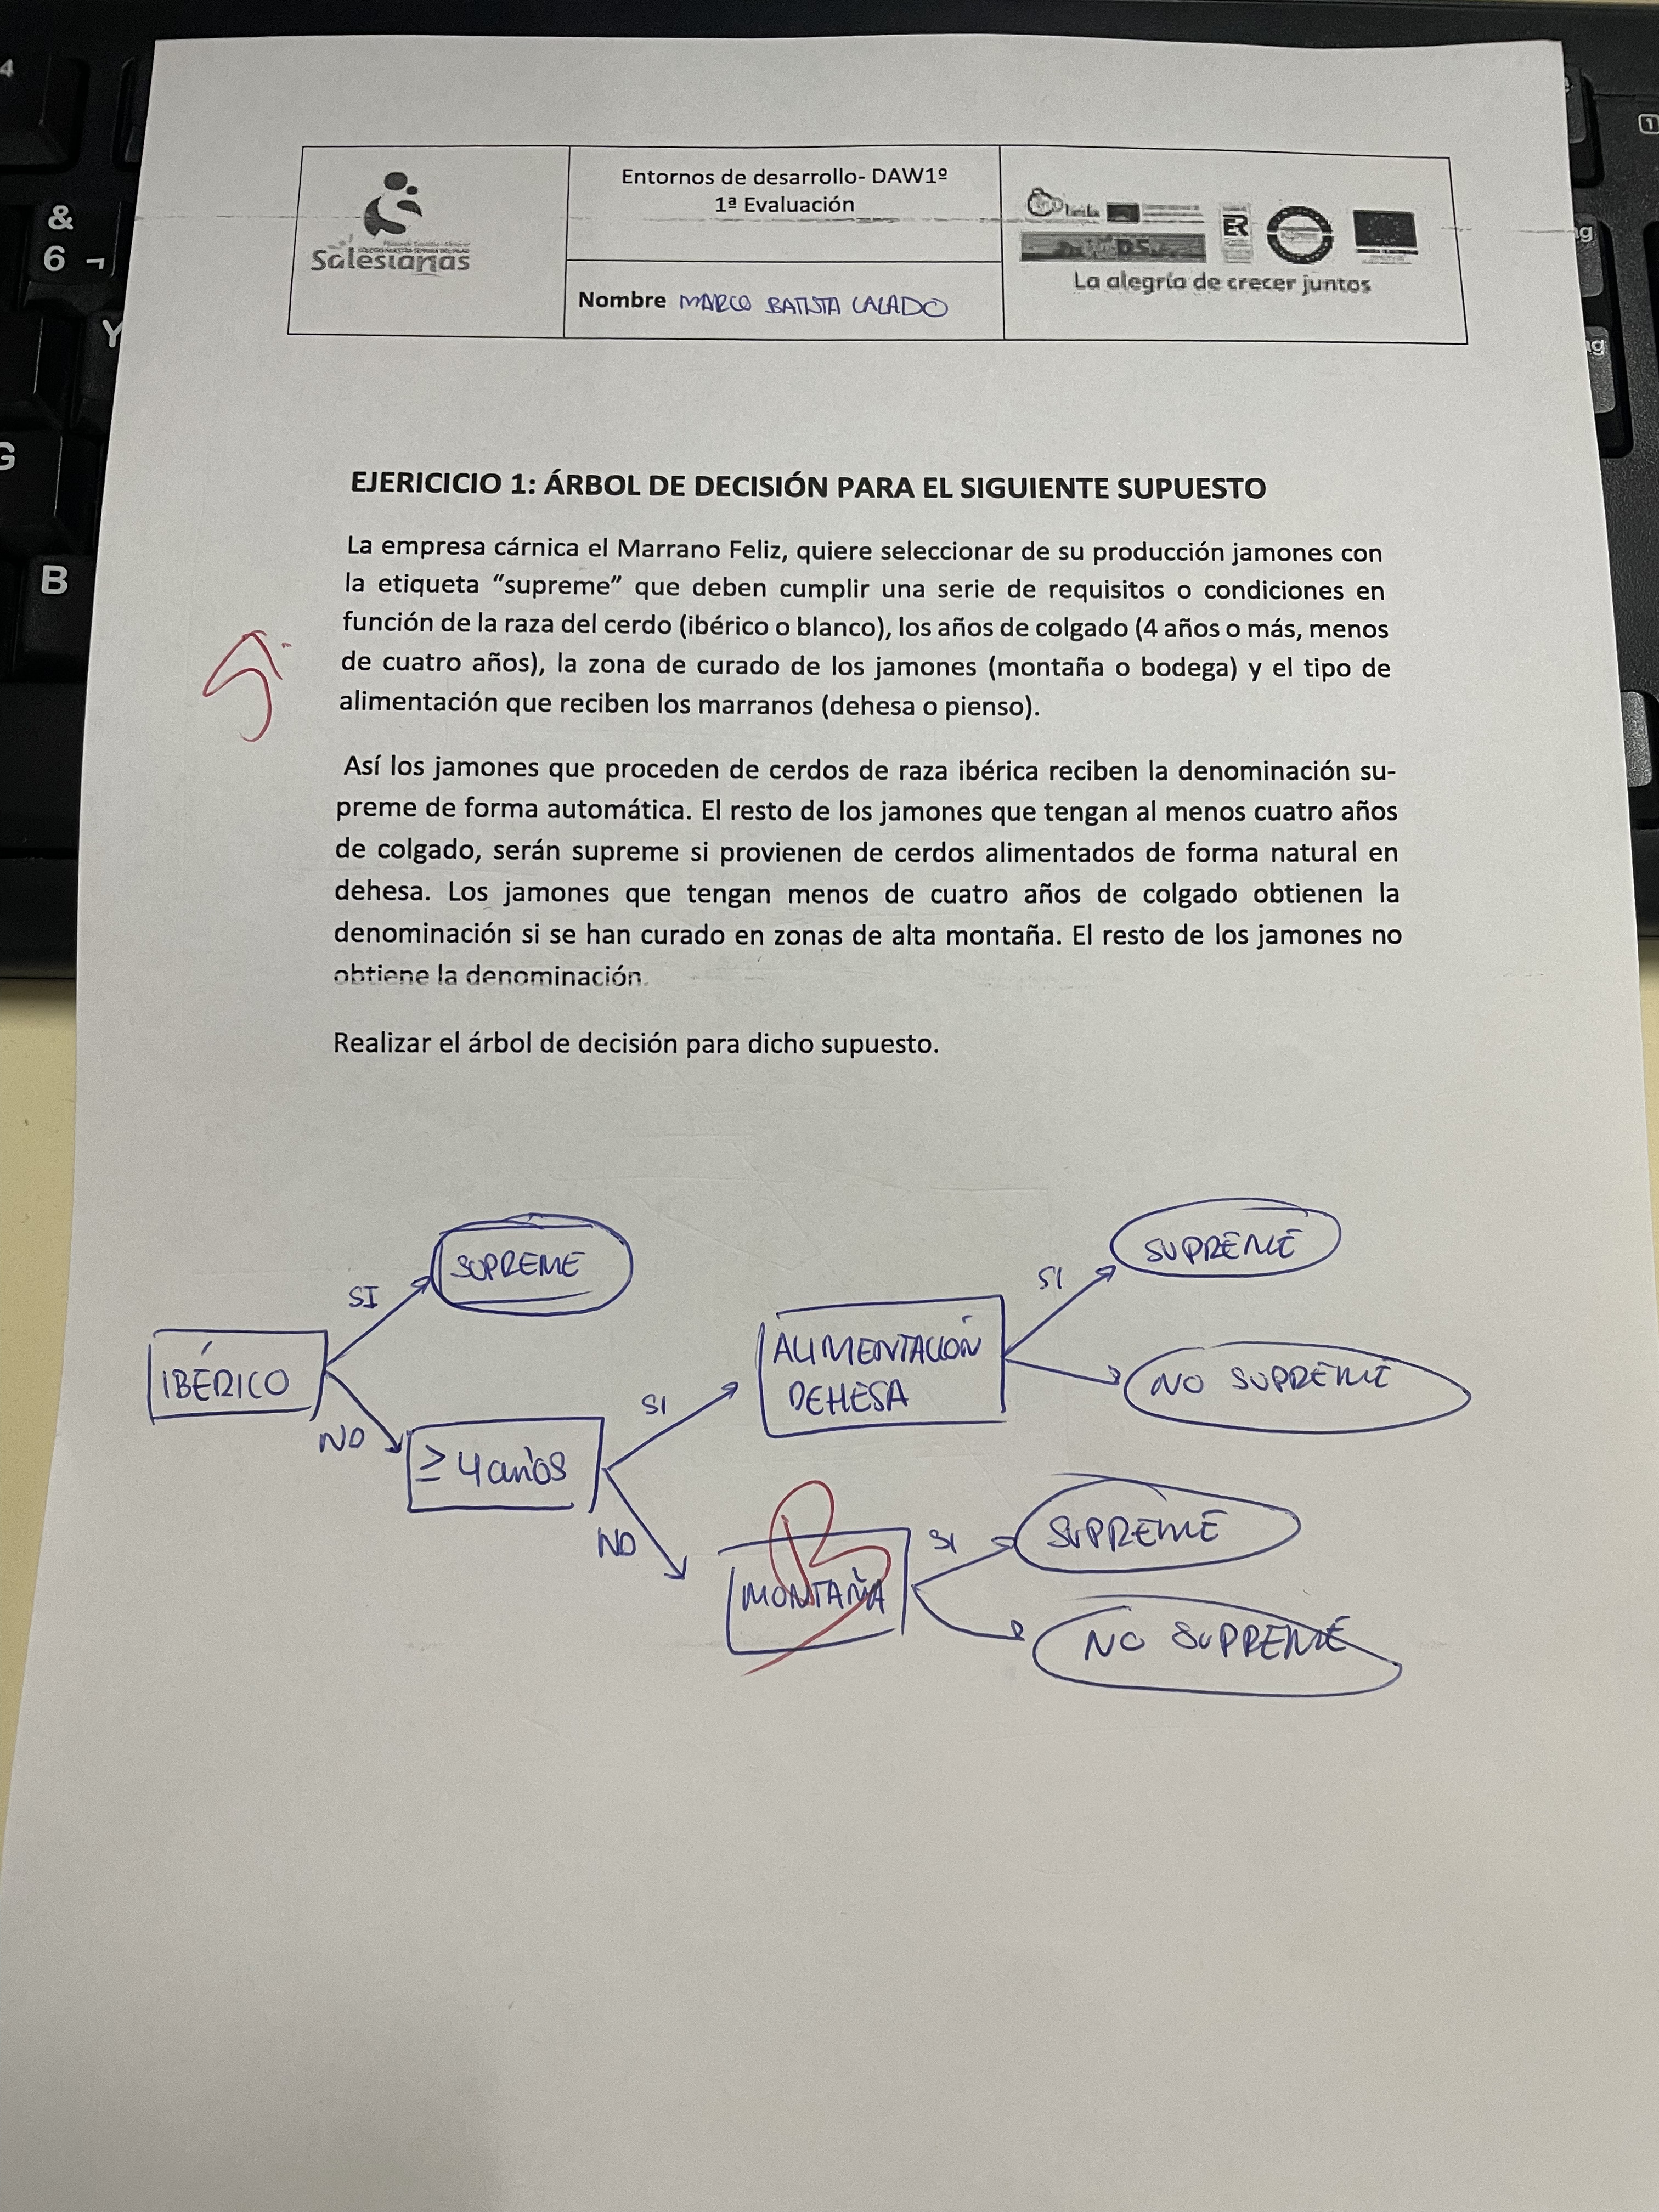 4
&
6 ¬
Y
G
B
1
Entornos de desarrollo- DAW1º
1ª Evaluación
Salesianas
Nombre MARCO BATISTA CALADO
La alegría de crecer juntos
EJERICICIO 1: ÁRBOL DE DECISIÓN PARA EL SIGUIENTE SUPUESTO
La empresa cárnica el Marrano Feliz, quiere seleccionar de su producción jamones con
la etiqueta “supreme” que deben cumplir una serie de requisitos o condiciones en
función de la raza del cerdo (ibérico o blanco), los años de colgado (4 años o más, menos
de cuatro años), la zona de curado de los jamones (montaña o bodega) y el tipo de
alimentación que reciben los marranos (dehesa o pienso).
Así los jamones que proceden de cerdos de raza ibérica reciben la denominación su-
preme de forma automática. El resto de los jamones que tengan al menos cuatro años
de colgado, serán supreme si provienen de cerdos alimentados de forma natural en
dehesa. Los jamones que tengan menos de cuatro años de colgado obtienen la
denominación si se han curado en zonas de alta montaña. El resto de los jamones no
obtiene la denominación.
Realizar el árbol de decisión para dicho supuesto.
IBÉRICO
SI
SUPREME
NO
≥ 4 años
SI
ALIMENTACIÓN
DEHESA
SI
SUPREME
NO SUPREME
NO
MONTAÑA
B
SI
SUPREME
NO SUPREME